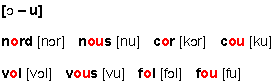 [ɔ – u]
nord [nɔr] nous [nu] cor [kɔr] cou [ku]
vol [vɔl] vous [vu] fol [fɔl] fou [fu]